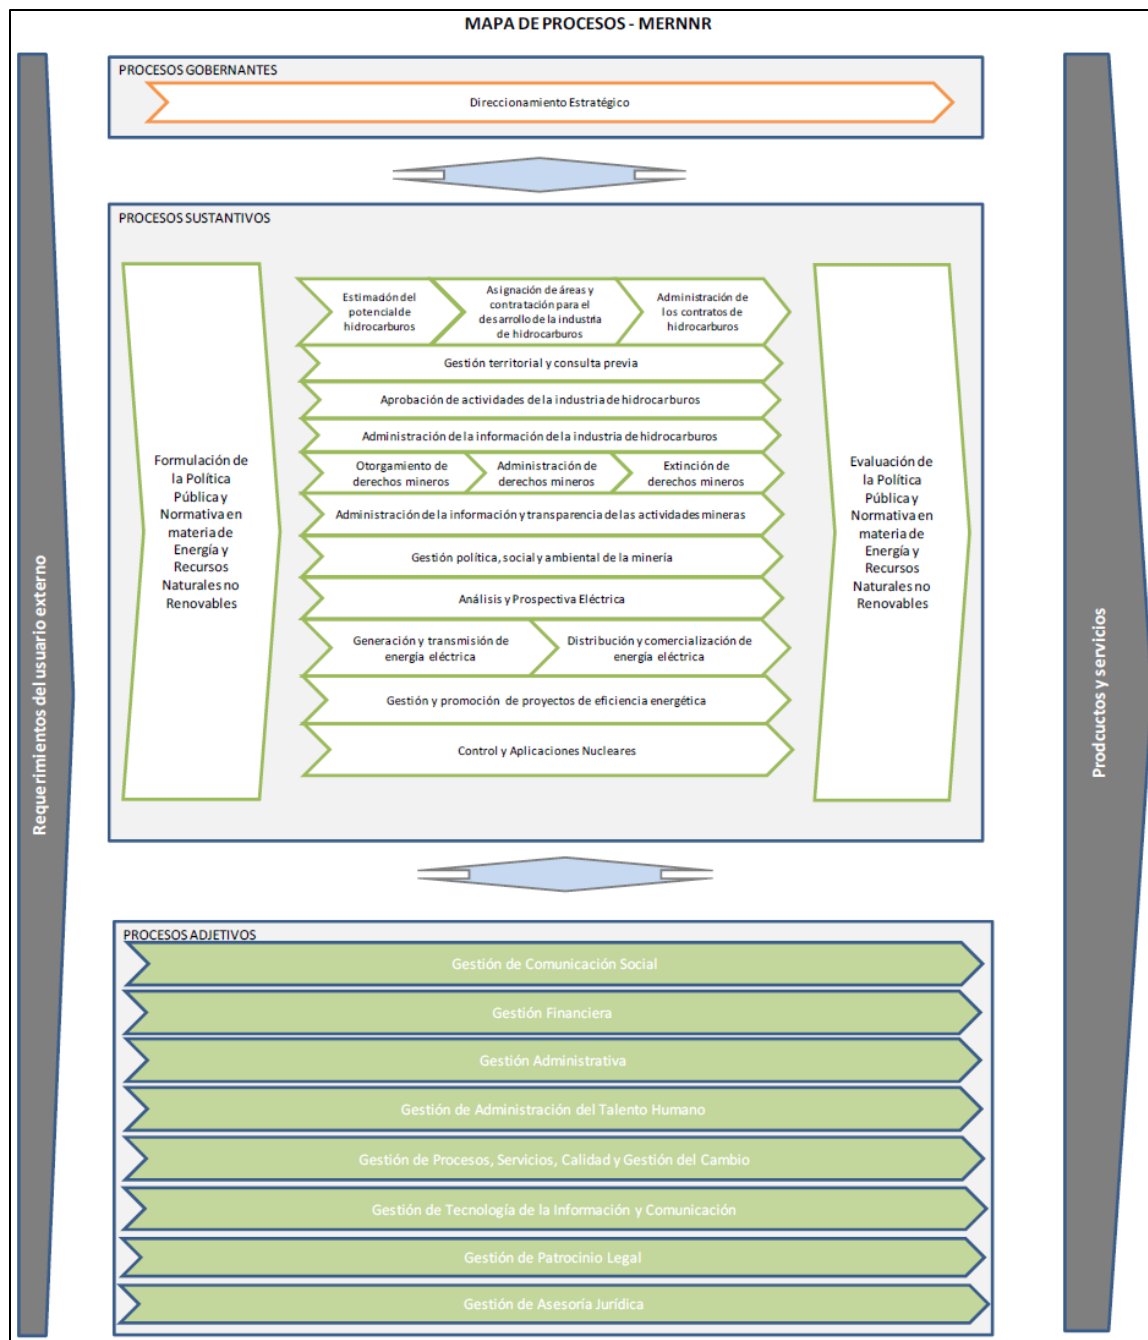 MAPA DE PROCESOS - MERNNR
PROCESOS GOBERNANTES
Direccionamiento Estratégico
Requerimientos del usuario externo
PROCESOS SUSTANTIVOS
Formulación de
la Política
Pública y
Normativa en
materia de
Energía y
Recursos
Naturales no
Renovables
Estimación del
potencial de
hidrocarburos
Asignación de áreas y
contratación para el
desarrollo de la industria
de hidrocarburos
Administración de
los contratos de
hidrocarburos
Gestión territorial y consulta previa
Aprobación de actividades de la industria de hidrocarburos
Administración de la información de la industria de hidrocarburos
Otorgamiento de
derechos mineros
Administración de
derechos mineros
Extinción de
derechos mineros
Administración de la información y transparencia de las actividades mineras
Gestión política, social y ambiental de la minería
Análisis y Prospectiva Eléctrica
Generación y transmisión de
energía eléctrica
Distribución y comercialización de
energía eléctrica
Gestión y promoción de proyectos de eficiencia energética
Control y Aplicaciones Nucleares
Evaluación de
la Política
Pública y
Normativa en
materia de
Energía y
Recursos
Naturales no
Renovables
Prodcuctos y servicios
PROCESOS ADJETIVOS
Gestión de Comunicación Social
Gestión Financiera
Gestión Administrativa
Gestión de Administración del Talento Humano
Gestión de Procesos, Servicios, Calidad y Gestión del Cambio
Gestión de Tecnología de la Información y Comunicación
Gestión de Patrocinio Legal
Gestión de Asesoría Jurídica